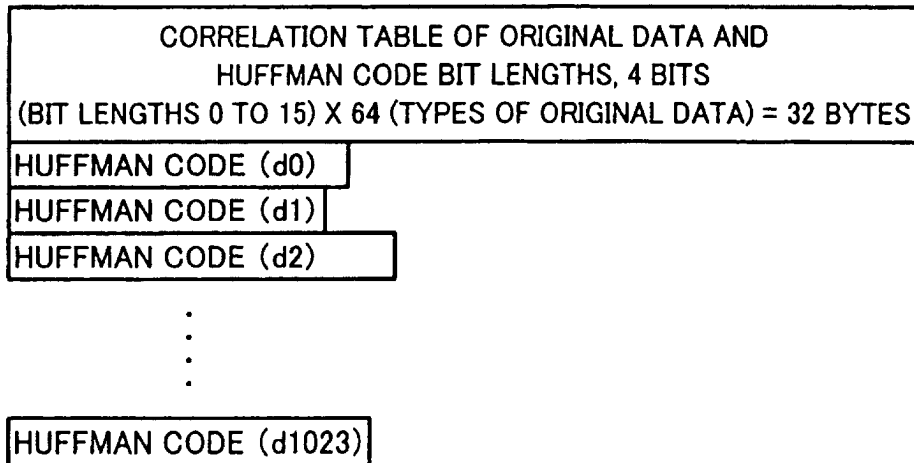 CORRELATION TABLE OF ORIGINAL DATA AND
HUFFMAN CODE BIT LENGTHS, 4 BITS
(BIT LENGTHS 0 TO 15) X 64 (TYPES OF ORIGINAL DATA) = 32 BYTES
HUFFMAN CODE (d0)
HUFFMAN CODE (d1)
HUFFMAN CODE (d2)
HUFFMAN CODE (d1023)